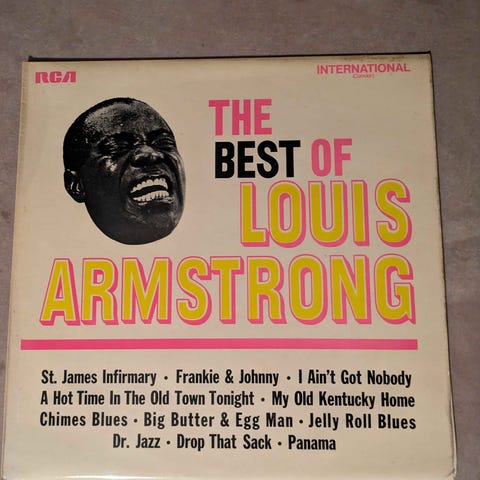 RCA
INTERNATIONAL
(Camden)
THE
BEST OF
LOUIS
ARMSTRONG
St. James Infirmary • Frankie & Johnny • I Ain't Got Nobody
A Hot Time In The Old Town Tonight • My Old Kentucky Home
Chimes Blues • Big Butter & Egg Man • Jelly Roll Blues
Dr. Jazz • Drop That Sack • Panama